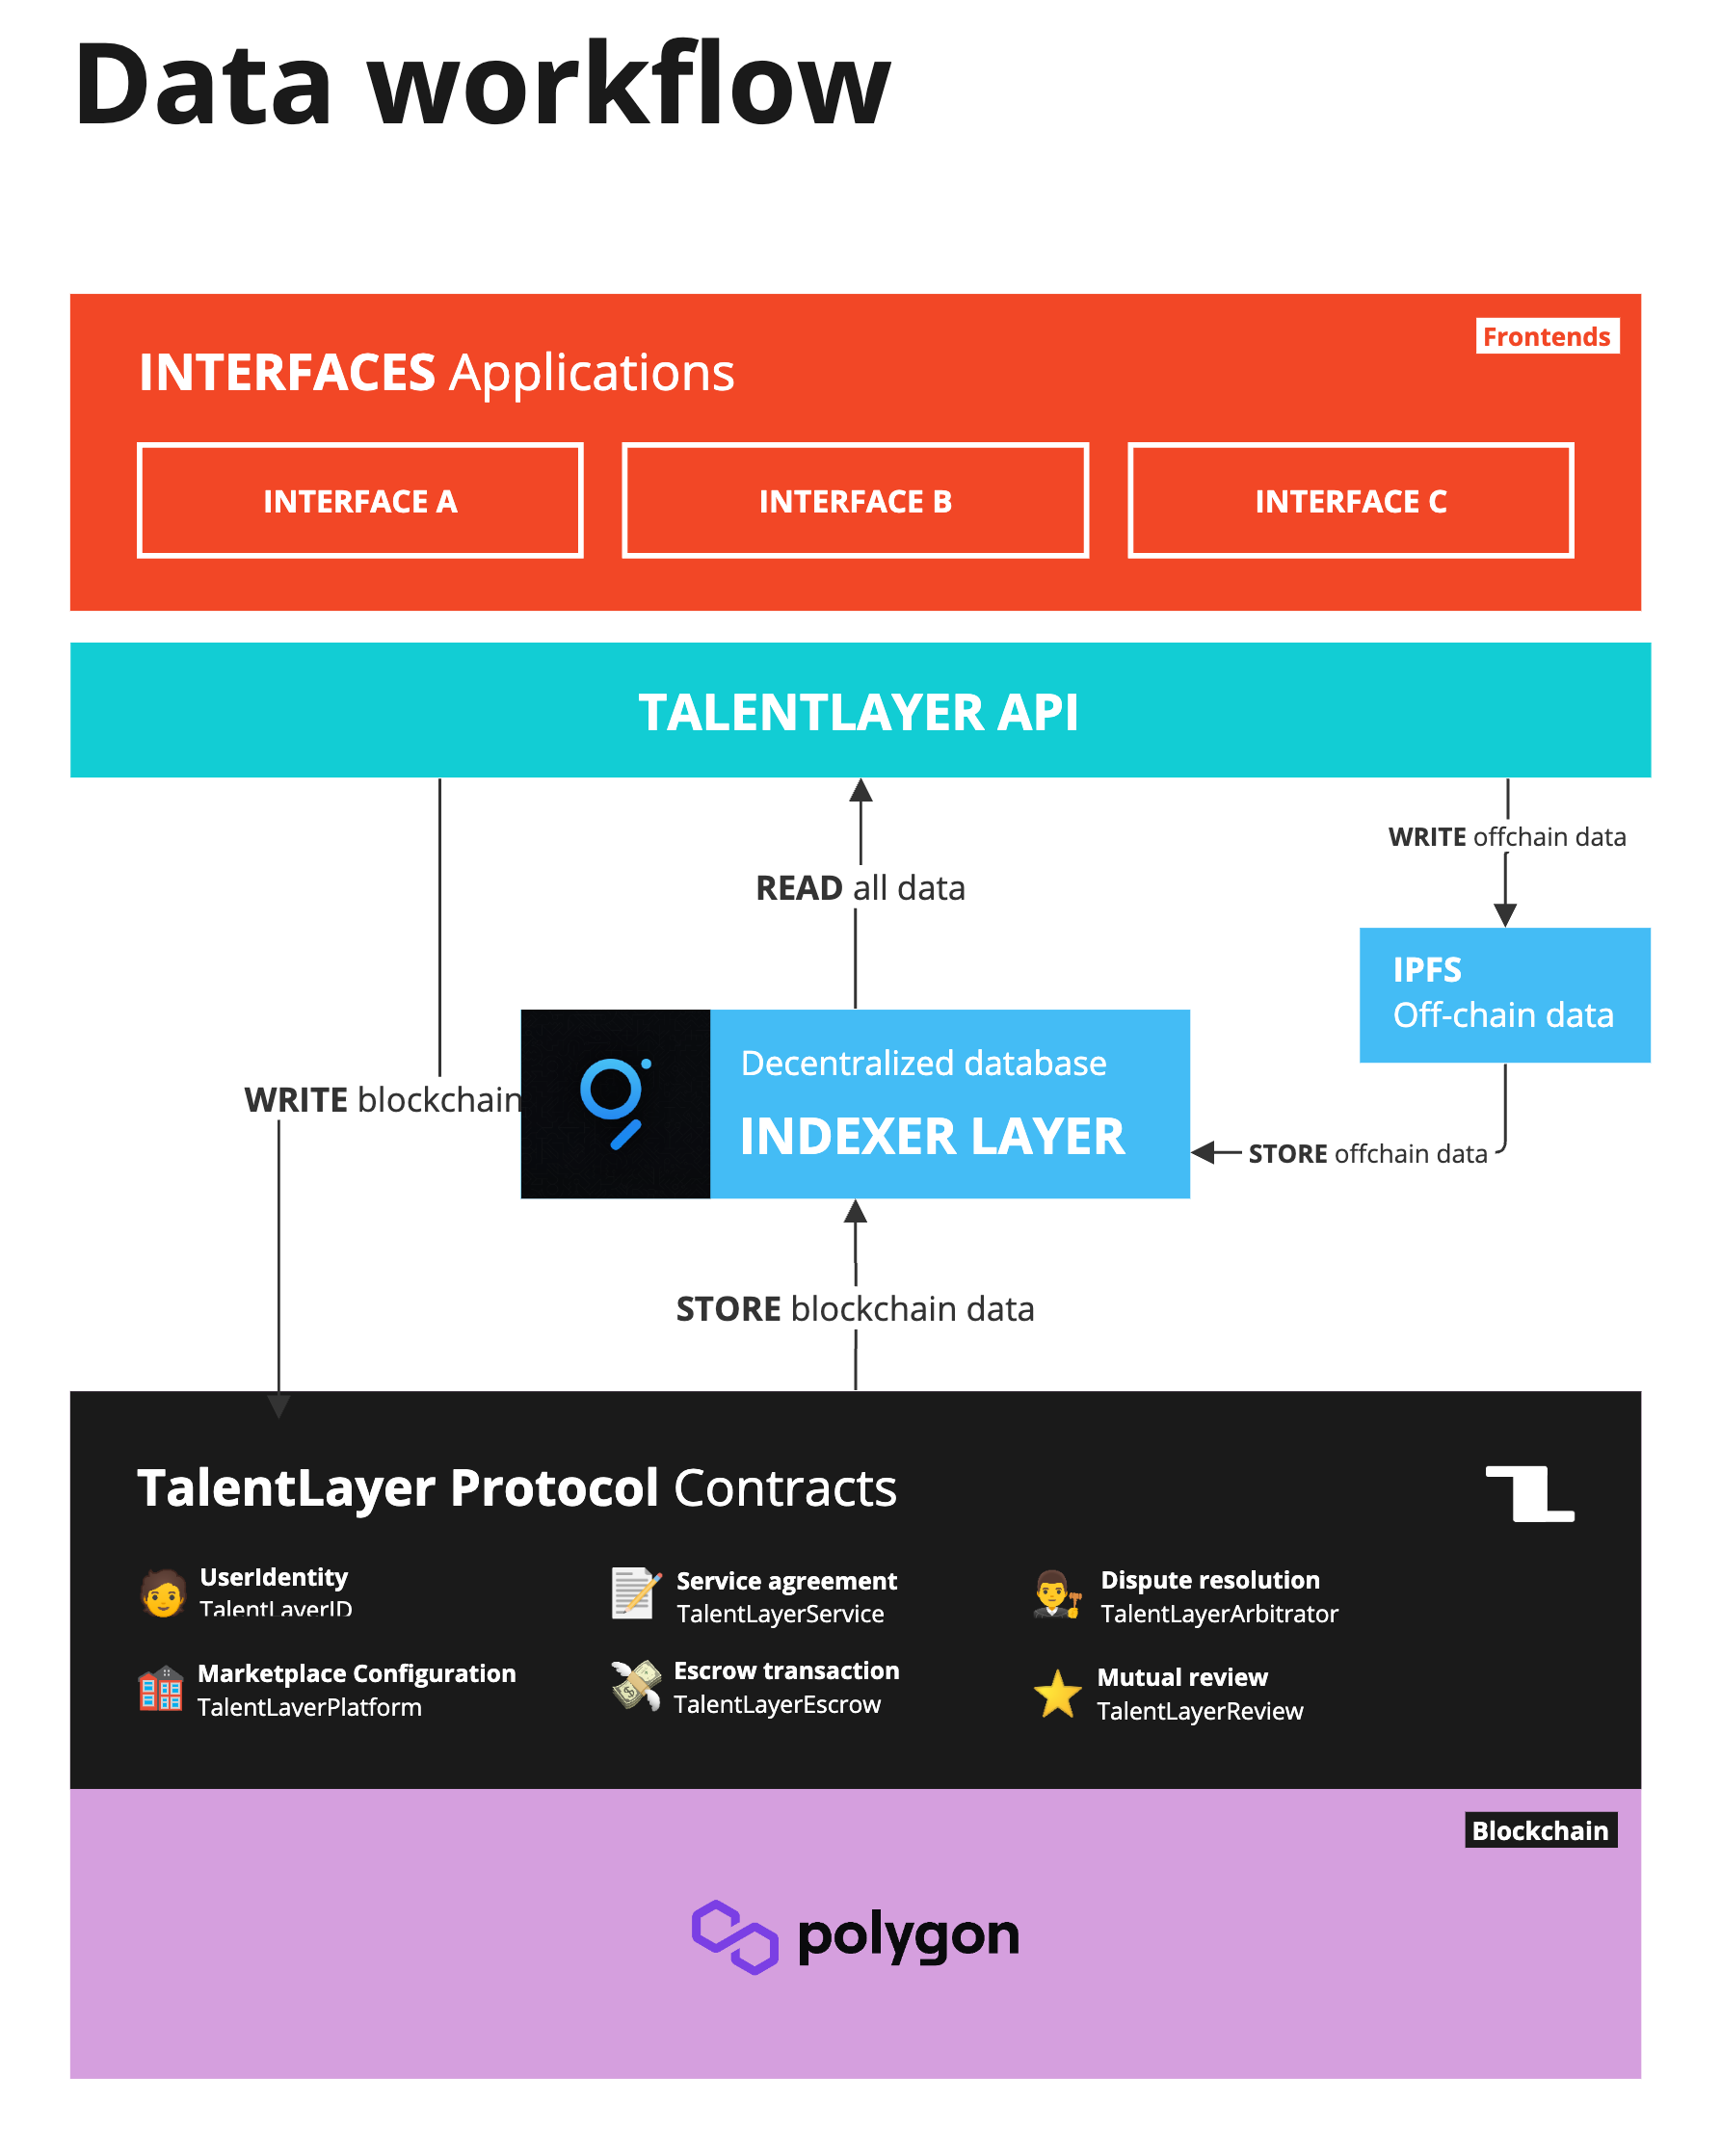 Data workflow
Frontends
INTERFACES Applications
INTERFACE A
INTERFACE B
INTERFACE C
TALENTLAYER API
WRITE offchain data
READ all data
IPFS
Off-chain data
Decentralized database
INDEXER LAYER
WRITE blockchain
STORE offchain data
STORE blockchain data
TalentLayer Protocol Contracts
UserIdentity
TalentLayerID
Service agreement
TalentLayerService
Dispute resolution
TalentLayerArbitrator
Marketplace Configuration
TalentLayerPlatform
Escrow transaction
TalentLayerEscrow
Mutual review
TalentLayerReview
Blockchain
polygon